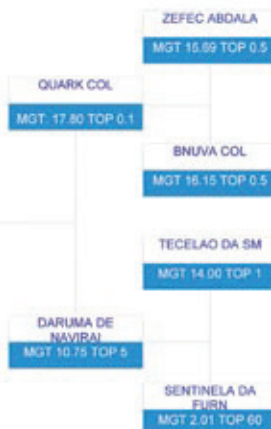 ZEFEC ABDALA
MGT 15.69 TOP 0.5
QUARK COL
MGT: 17.80 TOP 0.1
BNUVA COL
MGT 16.15 TOP 0.5
TECELAO DA SM
MGT 14.00 TOP 1
DARUMA DE
NAVIRAI
MGT 10.75 TOP 5
SENTINELA DA
FURN
MGT 2.01 TOP 60